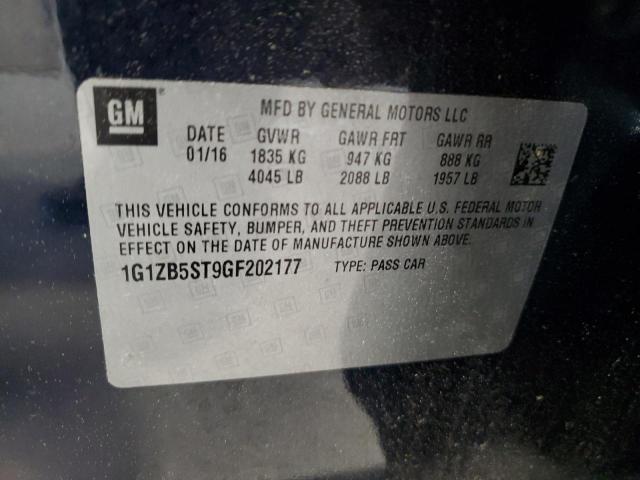 GM
MFD BY GENERAL MOTORS LLC
DATE GVWR GAWR FRT GAWR RR
01/16 1835 KG 947 KG 888 KG
4045 LB 2088 LB 1957 LB
THIS VEHICLE CONFORMS TO ALL APPLICABLE U.S. FEDERAL MOTOR
VEHICLE SAFETY, BUMPER, AND THEFT PREVENTION STANDARDS IN
EFFECT ON THE DATE OF MANUFACTURE SHOWN ABOVE.
1G1ZB5ST9GF202177 TYPE: PASS CAR